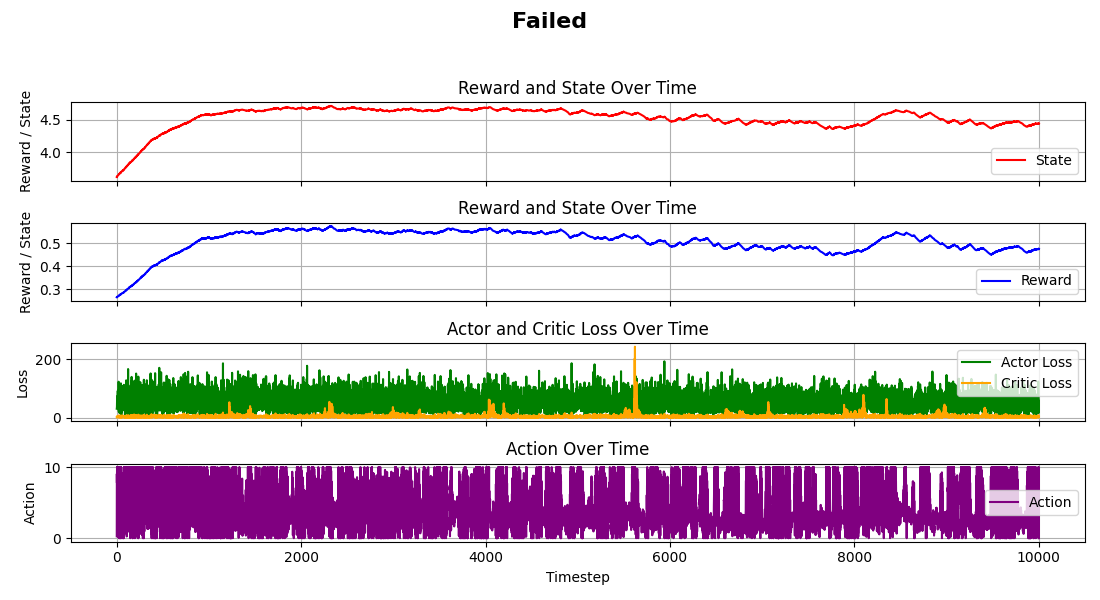 Failed
Reward and State Over Time
Reward / State
4.5
4.0
State
Reward and State Over Time
Reward / State
0.5
0.4
0.3
Reward
Actor and Critic Loss Over Time
Loss
200
0
Actor Loss
Critic Loss
Action Over Time
Action
10
0
Action
0 2000 4000 6000 8000 10000
Timestep